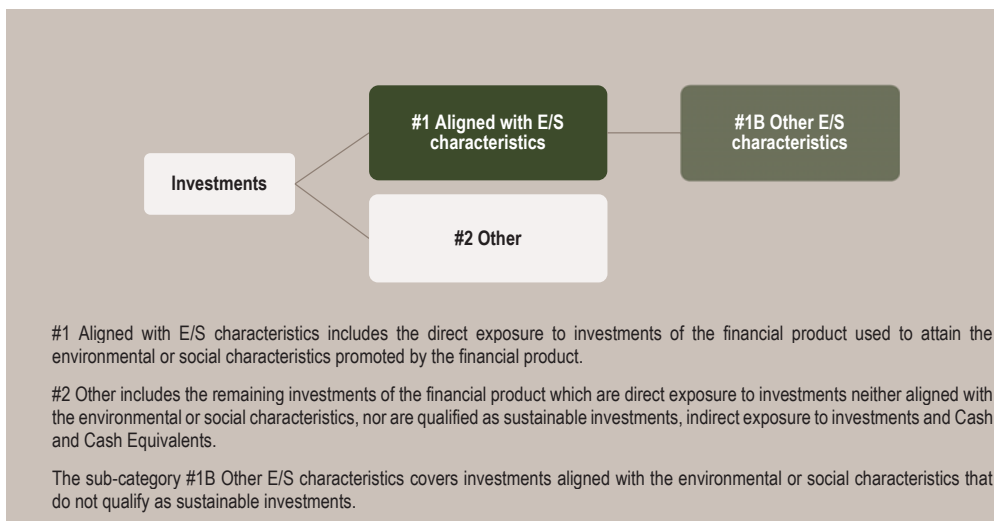 #1 Aligned with E/S
characteristics
#1B Other E/S
characteristics
Investments
#2 Other
#1 Aligned with E/S characteristics includes the direct exposure to investments of the financial product used to attain the
environmental or social characteristics promoted by the financial product.
#2 Other includes the remaining investments of the financial product which are direct exposure to investments neither aligned with
the environmental or social characteristics, nor are qualified as sustainable investments, indirect exposure to investments and Cash
and Cash Equivalents.
The sub-category #1B Other E/S characteristics covers investments aligned with the environmental or social characteristics that
do not qualify as sustainable investments.